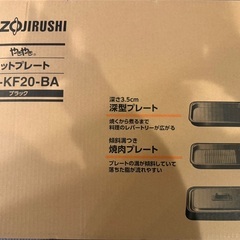 ZOJIRUSHI
やきやき®
ットプレート
-KF20-BA
ブラック
深さ3.5cm
深型プレート
焼くから煮るまで
料理のレパートリーが広がる
傾斜溝つき
焼肉プレート
プレートの溝が傾斜していて
落ちた脂が流れやすい